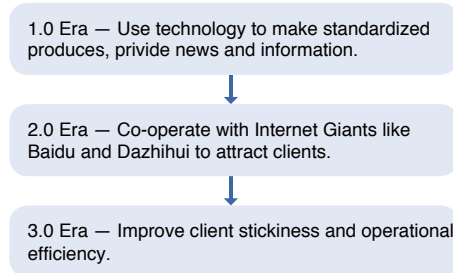 1.0 Era — Use technology to make standardized
produces, privide news and information.
2.0 Era — Co-operate with Internet Giants like
Baidu and Dazhihui to attract clients.
3.0 Era — Improve client stickiness and operational
efficiency.